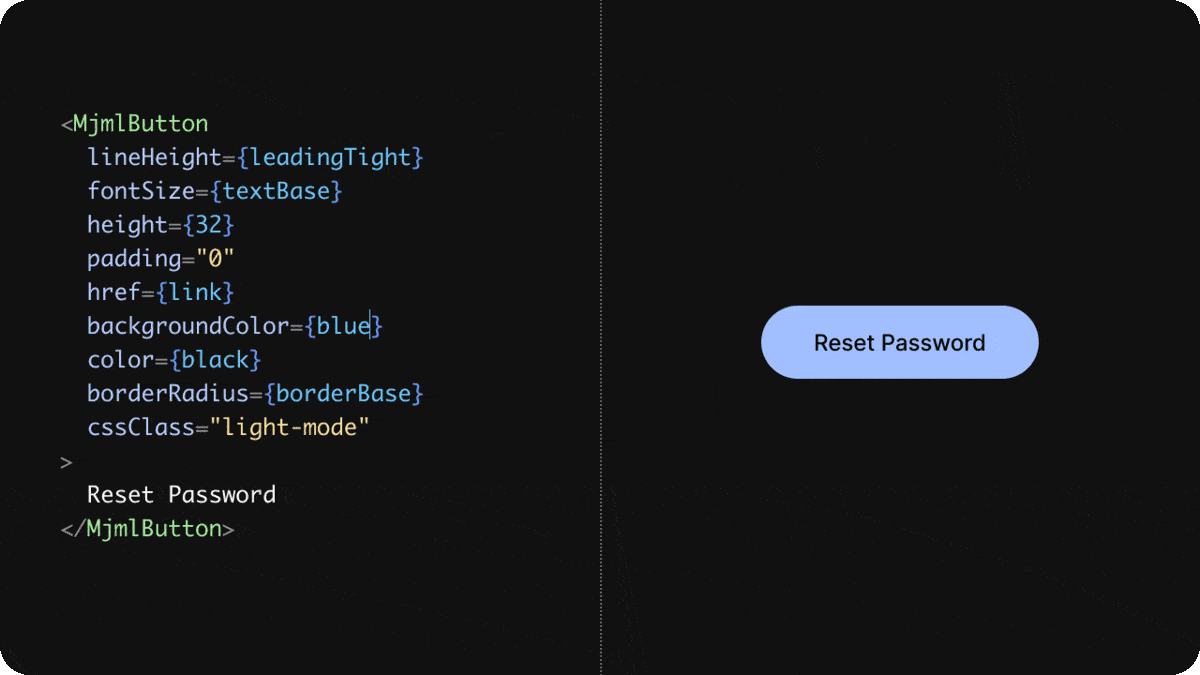 <MjmlButton
lineHeight={leadingTight}
fontSize={textBase}
height={32}
padding="0"
href={link}
backgroundColor={blue}
color={black}
borderRadius={borderBase}
cssClass="light-mode"
>
Reset Password
</MjmlButton>
Reset Password